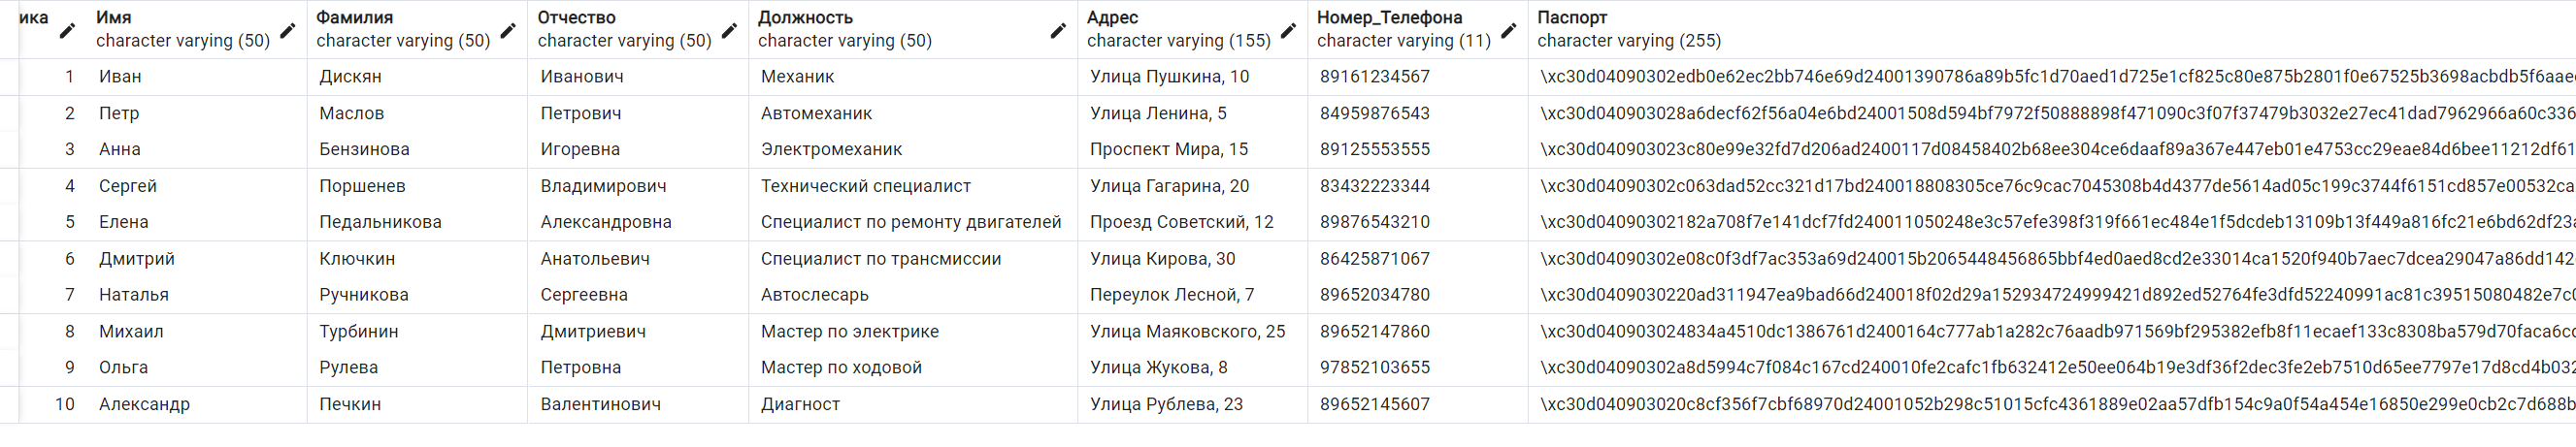 ика Имя Фамилия Отчество Должность Адрес Номер_Телефона Паспорт
character varying (50) character varying (50) character varying (50) character varying (50) character varying (155) character varying (11) character varying (255)
1 Иван Дискян Иванович Механик Улица Пушкина, 10 89161234567 \xc30d04090302edb0e62ec2bb746e69d24001390786a89b5fc1d70aed1d725e1cf825c80e875b2801f0e67525b3698acbdb5f6aae
2 Петр Маслов Петрович Автомеханик Улица Ленина, 5 84959876543 \xc30d040903028a6decf62f56a04e6bd24001508d594bf7972f50888898f471090c3f07f37479b3032e27ec41dad7962966a60c336
3 Анна Бензинова Игоревна Электромеханик Проспект Мира, 15 89125553555 \xc30d040903023c80e99e32fd7d206ad2400117d08458402b68ee304ce6daaf89a367e447eb01e4753cc29eae84d6bee11212df61
4 Сергей Поршенев Владимирович Технический специалист Улица Гагарина, 20 83432223344 \xc30d04090302c063dad52cc321d17bd240018808305ce76c9cac7045308b4d4377de5614ad05c199c3744f6151cd857e00532ca
5 Елена Педальникова Александровна Специалист по ремонту двигателей Проезд Советский, 12 89876543210 \xc30d04090302182a708f7e141dcf7fd240011050248e3c57efe398f319f661ec484e1f5dcdeb13109b13f449a816fc21e6bd62df23
6 Дмитрий Ключкин Анатольевич Специалист по трансмиссии Улица Кирова, 30 86425871067 \xc30d04090302e08c0f3df7ac353a69d240015b2065448456865bbf4ed0aed8cd2e33014ca1520f940b7aec7dcea29047a86dd142
7 Наталья Ручникова Сергеевна Автослесарь Переулок Лесной, 7 89652034780 \xc30d0409030220ad311947ea9bad66d240018f02d29a152934724999421d892ed52764fe3dfd52240991ac81c39515080482e7c
8 Михаил Турбинин Дмитриевич Мастер по электрике Улица Маяковского, 25 89652147860 \xc30d040903024834a4510dc1386761d2400164c777ab1a282c76aadb971569bf295382efb8f11ecaef133c8308ba579d70faca6c
9 Ольга Рулева Петровна Мастер по ходовой Улица Жукова, 8 97852103655 \xc30d04090302a8d5994c7f084c167cd240010fe2cafc1fb632412e50ee064b19e3df36f2dec3fe2eb7510d65ee7797e17d8cd4b032
10 Александр Печкин Валентинович Диагност Улица Рублева, 23 89652145607 \xc30d040903020c8cf356f7cbf68970d24001052b298c51015cfc4361889e02aa57dfb154c9a0f54a454e16850e299e0cb2c7d688b